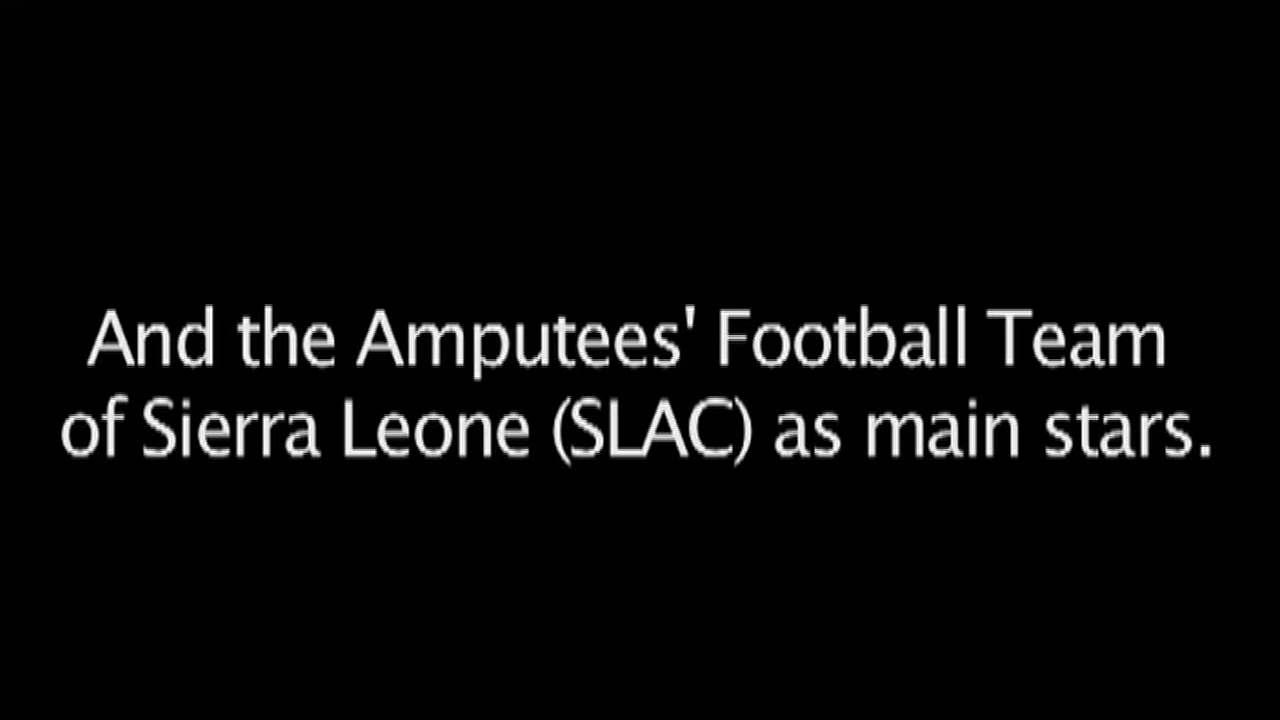 And the Amputees' Football Team
of Sierra Leone (SLAC) as main stars.